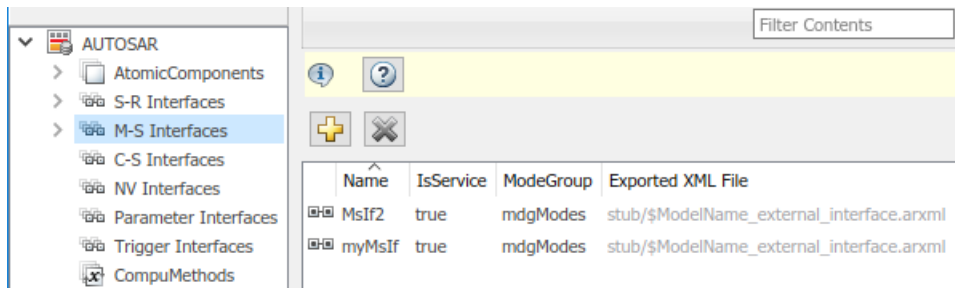 Filter Contents
AUTOSAR
AtomicComponents
S-R Interfaces
M-S Interfaces
C-S Interfaces
NV Interfaces
Parameter Interfaces
Trigger Interfaces
CompuMethods
Name IsService ModeGroup Exported XML File
MsIf2 true mdgModes stub/$ModelName_external_interface.arxml
myMsIf true mdgModes stub/$ModelName_external_interface.arxml